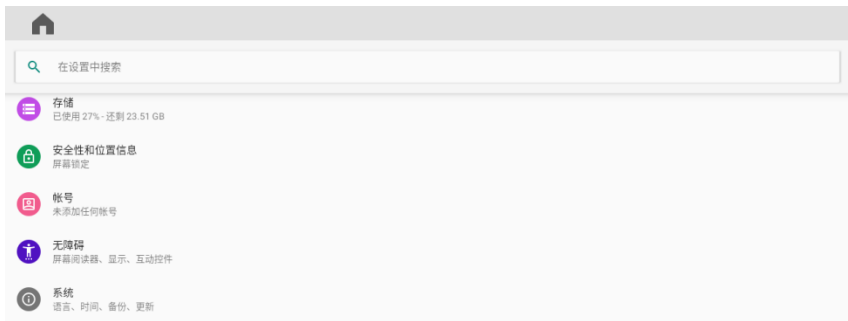 在设置中搜索
存储
已使用 27% - 还剩 23.51 GB
安全性和位置信息
屏幕锁定
帐号
未添加任何帐号
无障碍
屏幕阅读器、显示、互动控件
系统
语言、时间、备份、更新